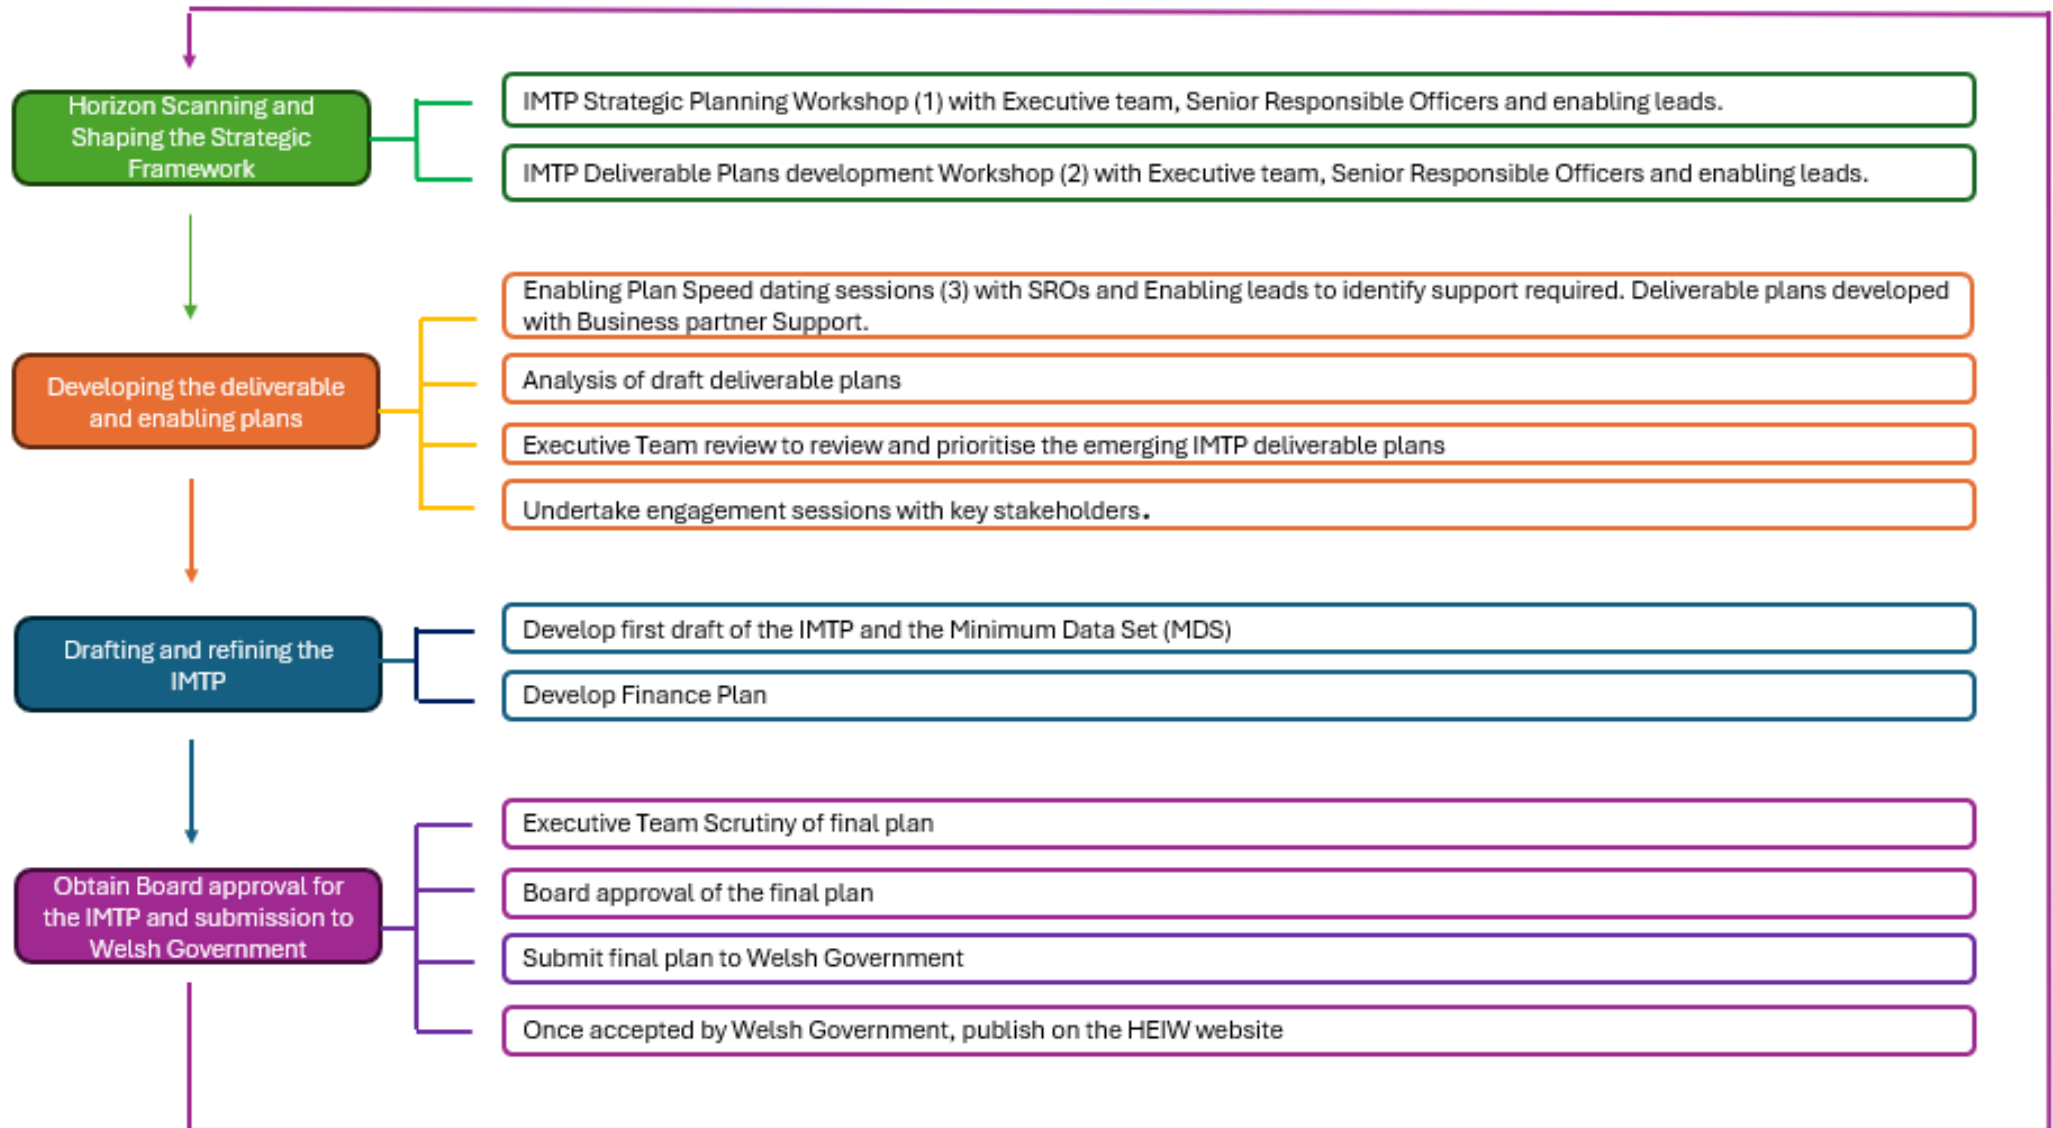 Horizon Scanning and
Shaping the Strategic
Framework
IMTP Strategic Planning Workshop (1) with Executive team, Senior Responsible Officers and enabling leads.
IMTP Deliverable Plans development Workshop (2) with Executive team, Senior Responsible Officers and enabling leads.
Developing the deliverable
and enabling plans
Enabling Plan Speed dating sessions (3) with SROs and Enabling leads to identify support required. Deliverable plans developed
with Business partner Support.
Analysis of draft deliverable plans
Executive Team review to review and prioritise the emerging IMTP deliverable plans
Undertake engagement sessions with key stakeholders.
Drafting and refining the
IMTP
Develop first draft of the IMTP and the Minimum Data Set (MDS)
Develop Finance Plan
Obtain Board approval for
the IMTP and submission to
Welsh Government
Executive Team Scrutiny of final plan
Board approval of the final plan
Submit final plan to Welsh Government
Once accepted by Welsh Government, publish on the HEIW website